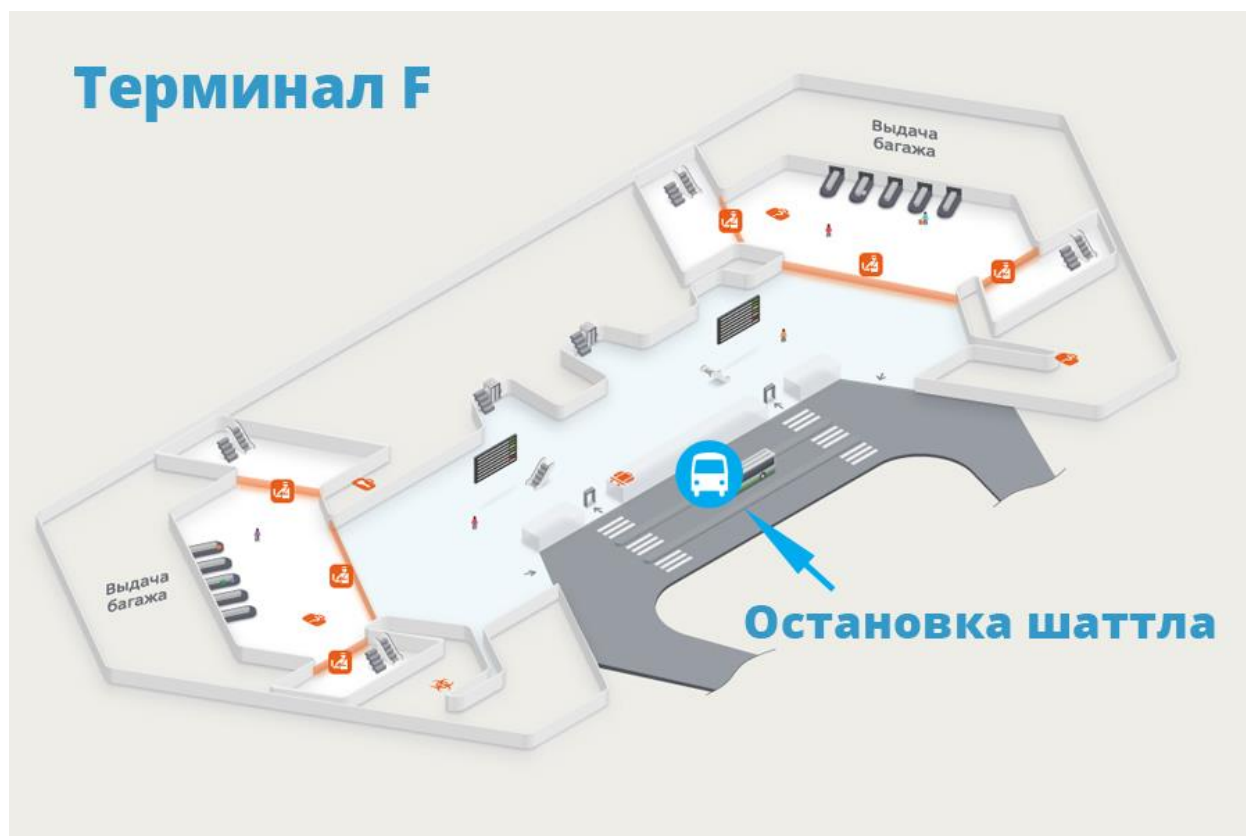 Терминал F
Выдача
багажа
Выдача
багажа
Остановка шаттла